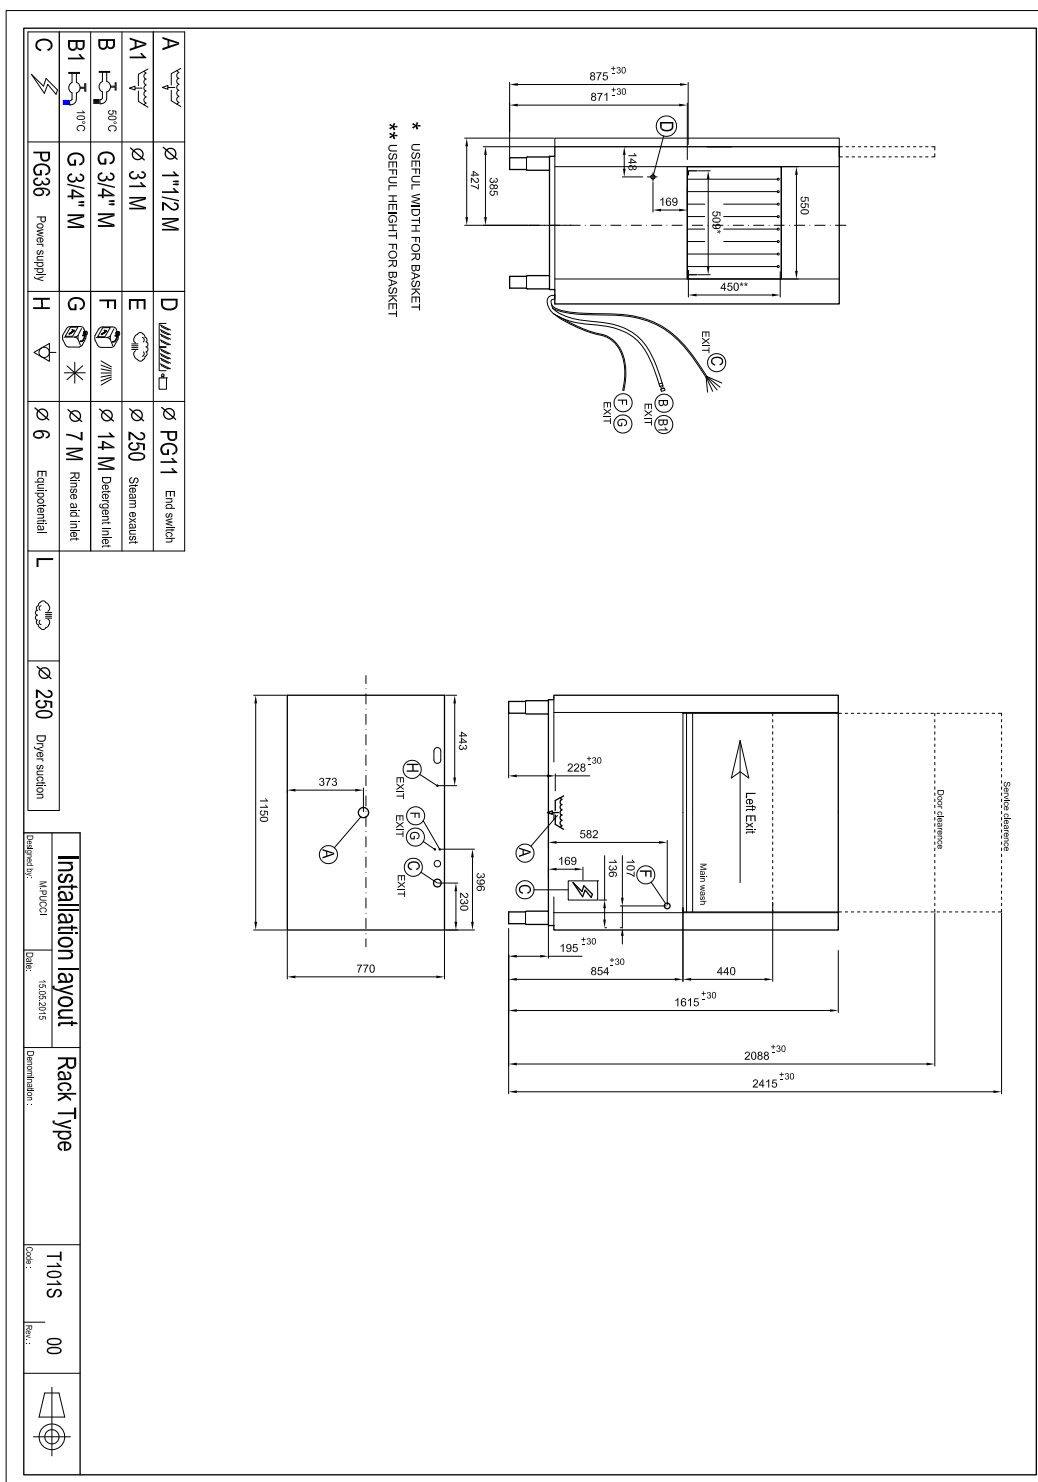 875 ±30
871 ±30
D
148
169
385
427
550
509*
450**
C
EXIT
B B1
EXIT
F G
EXIT
* USEFUL WIDTH FOR BASKET
** USEFUL HEIGHT FOR BASKET
Service clearence
Door clearence
Left Exit
Main wash
228 ±30
A
582
169
C
136
107
F
195 ±30
854 ±30
440
1615 ±30
2088 ±30
2415 ±30
443
H
EXIT
F G
EXIT
C
EXIT
373
A
1150
396
230
770
A Ø 1"1/2 M D Ø PG11 End switch
A1 Ø 31 M E Ø 250 Steam exaust
B 50°C G 3/4" M F Ø 14 M Detergent Inlet
B1 10°C G 3/4" M G Ø 7 M Rinse aid inlet
C PG36 Power supply H Ø 6 Equipotential L Ø 250 Dryer suction
Installation layout
Rack Type
T101S 00
Designed by: M.PUCCI
Date: 15.05.2015
Denomination :
Code :
Rev. :